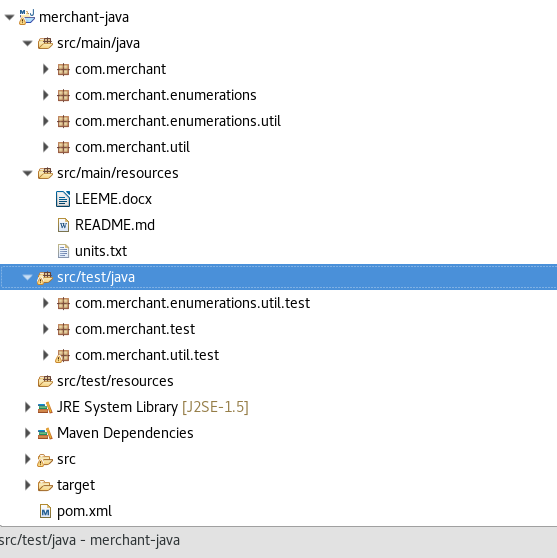 merchant-java
src/main/java
com.merchant
com.merchant.enumerations
com.merchant.enumerations.util
com.merchant.util
src/main/resources
LEEME.docx
README.md
units.txt
src/test/java
com.merchant.enumerations.util.test
com.merchant.test
com.merchant.util.test
src/test/resources
JRE System Library [J2SE-1.5]
Maven Dependencies
src
target
pom.xml
src/test/java - merchant-java